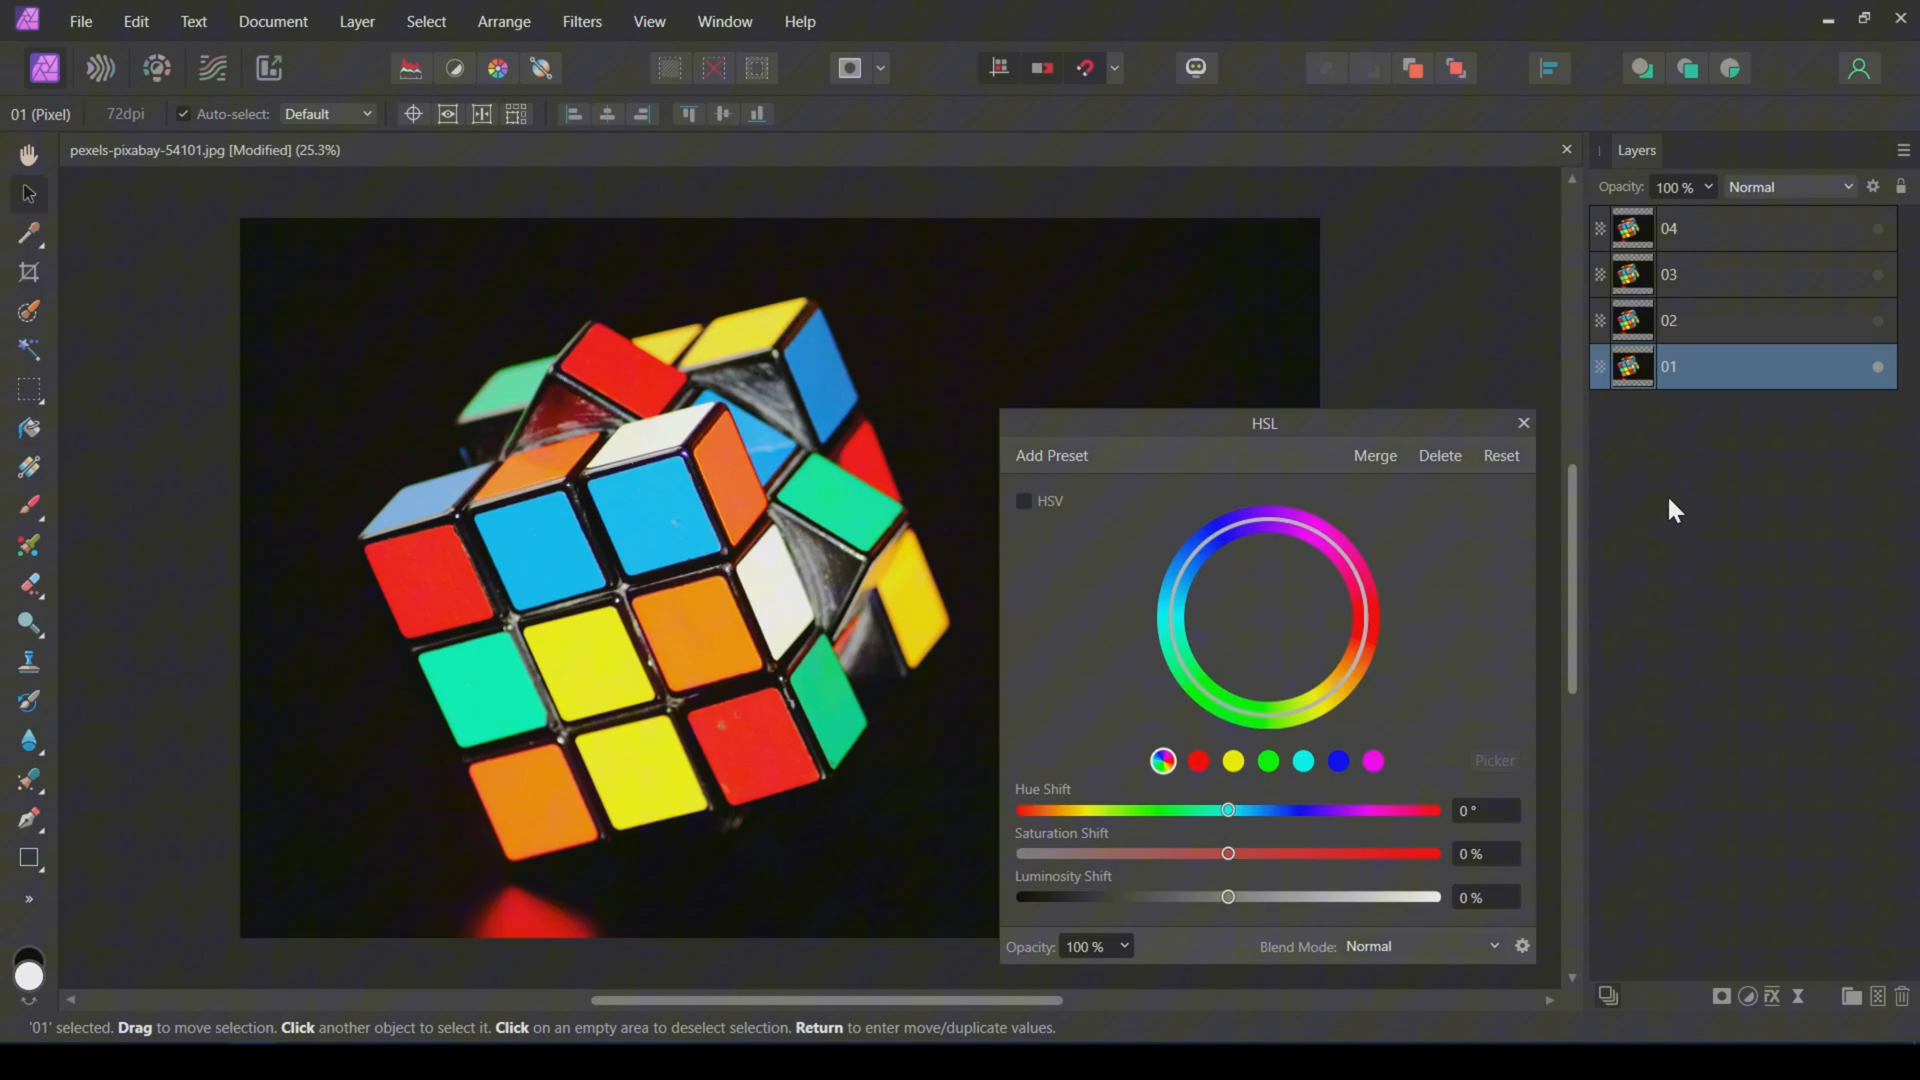 File Edit Text Document Layer Select Arrange Filters View Window Help
01 (Pixel) 72dpi Auto-select: Default
pexels-pixabay-54101.jpg [Modified] (25.3%)
Layers
Opacity: 100 % Normal
04
03
02
01
HSL
Add Preset Merge Delete Reset
HSV
Picker
Hue Shift
0 °
Saturation Shift
0 %
Luminosity Shift
0 %
Opacity: 100 % Blend Mode: Normal
'01' selected. Drag to move selection. Click another object to select it. Click on an empty area to deselect selection. Return to enter move/duplicate values.